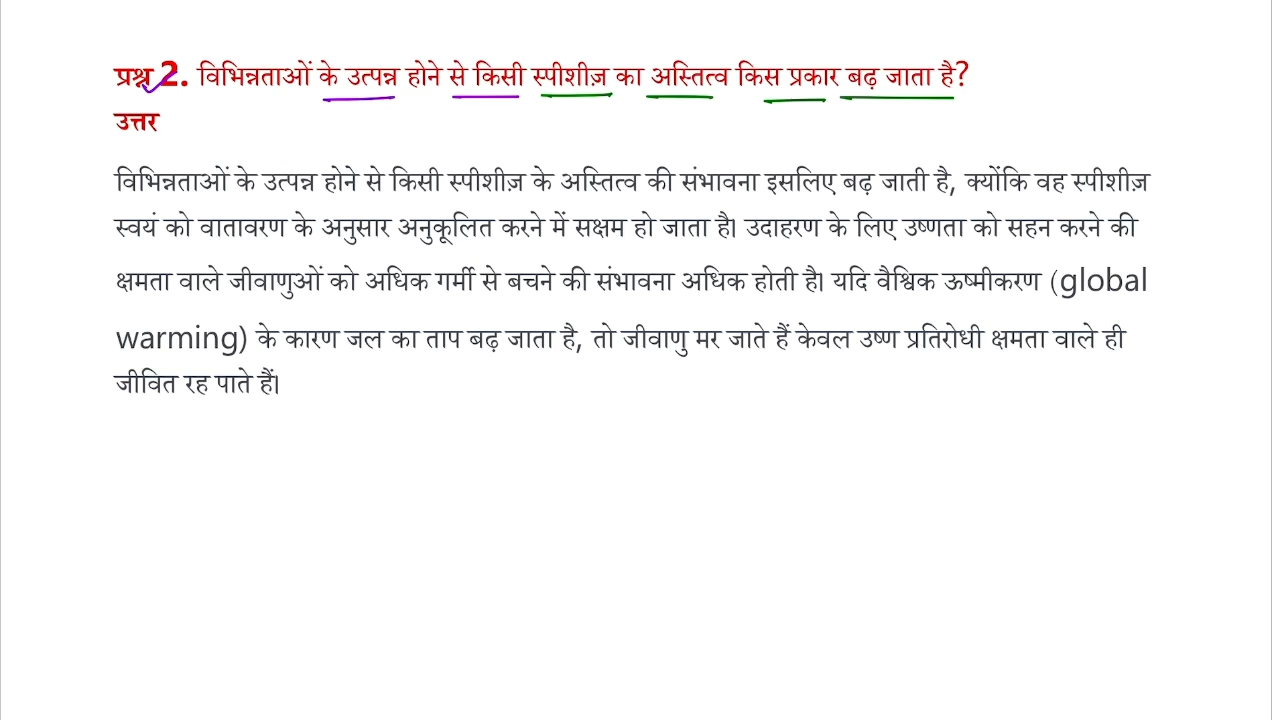 प्रश्न 2. विभिन्नताओं के उत्पन्न होने से किसी स्पीशीज़ का अस्तित्व किस प्रकार बढ़ जाता है?
उत्तर
विभिन्नताओं के उत्पन्न होने से किसी स्पीशीज़ के अस्तित्व की संभावना इसलिए बढ़ जाती है, क्योंकि वह स्पीशीज़
स्वयं को वातावरण के अनुसार अनुकूलित करने में सक्षम हो जाता है। उदाहरण के लिए उष्णता को सहन करने की
क्षमता वाले जीवाणुओं को अधिक गर्मी से बचने की संभावना अधिक होती है। यदि वैश्विक ऊष्मीकरण (global
warming) के कारण जल का ताप बढ़ जाता है, तो जीवाणु मर जाते हैं केवल उष्ण प्रतिरोधी क्षमता वाले ही
जीवित रह पाते हैं।